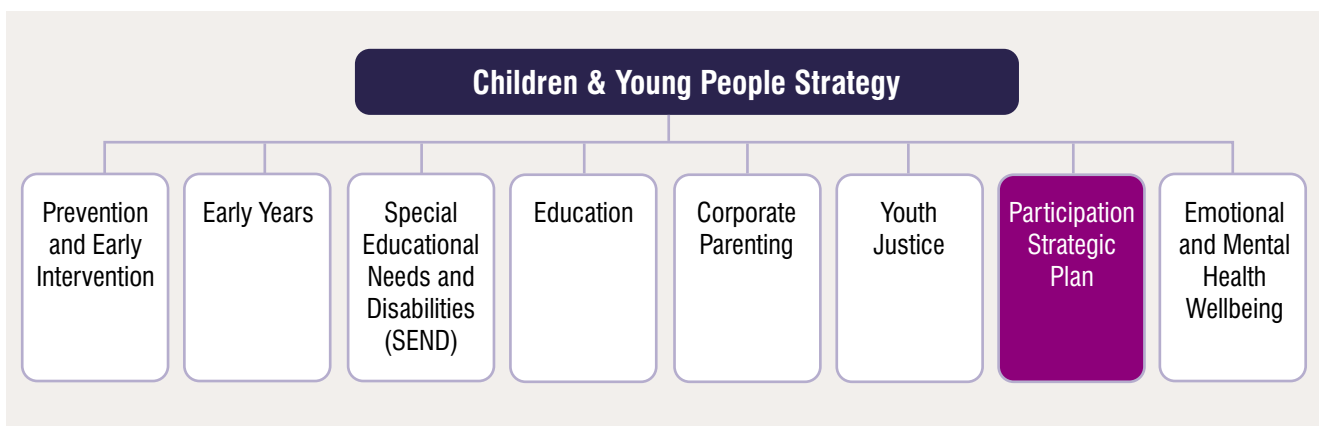 Children & Young People Strategy
Prevention
and Early
Intervention
Early Years
Special
Educational
Needs and
Disabilities
(SEND)
Education
Corporate
Parenting
Youth
Justice
Participation
Strategic
Plan
Emotional
and Mental
Health
Wellbeing